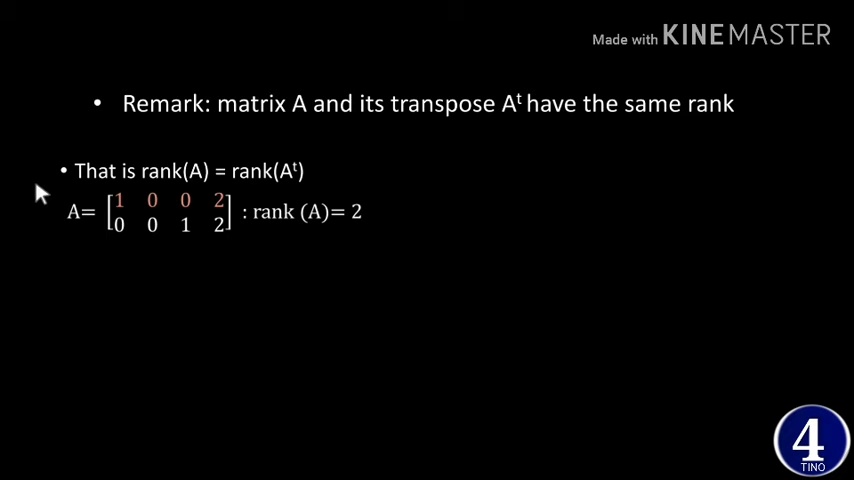 Made with KINEMASTER
• Remark: matrix A and its transpose Aᵗ have the same rank
• That is rank(A) = rank(Aᵗ)
A= [1 0 0 2
0 0 1 2] : rank (A)= 2
4
TINO